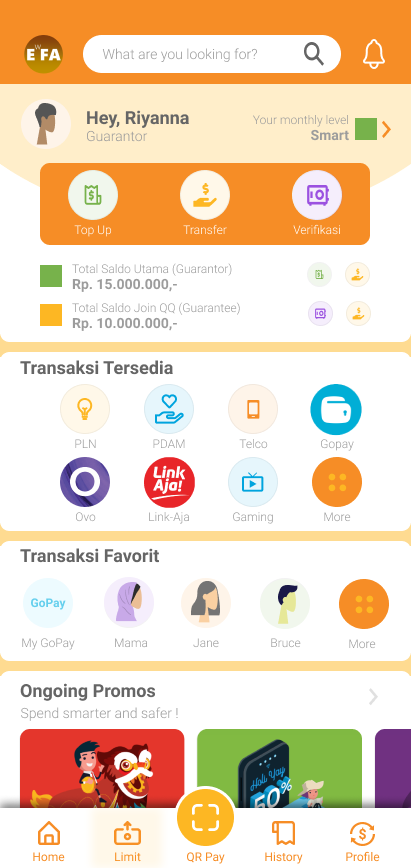 EWFA
What are you looking for?
Hey, Riyanna
Guarantor
Your monthly level
Smart
Top Up
Transfer
Verifikasi
Total Saldo Utama (Guarantor)
Rp. 15.000.000,-
Total Saldo Join QQ (Guarantee)
Rp. 10.000.000,-
Transaksi Tersedia
PLN
PDAM
Telco
Gopay
Link
Aja!
Ovo
Link-Aja
Gaming
More
Transaksi Favorit
GoPay
My GoPay
Mama
Jane
Bruce
More
Ongoing Promos
Spend smarter and safer !
Holi Yay
50%
Home
Limit
QR Pay
History
Profile